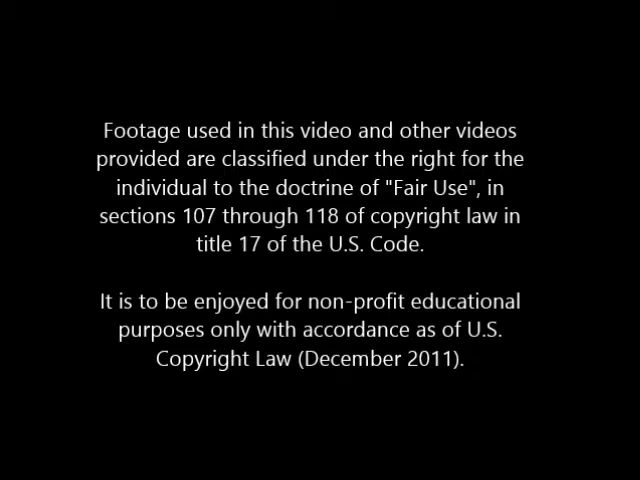 Footage used in this video and other videos
provided are classified under the right for the
individual to the doctrine of "Fair Use", in
sections 107 through 118 of copyright law in
title 17 of the U.S. Code.
It is to be enjoyed for non-profit educational
purposes only with accordance as of U.S.
Copyright Law (December 2011).